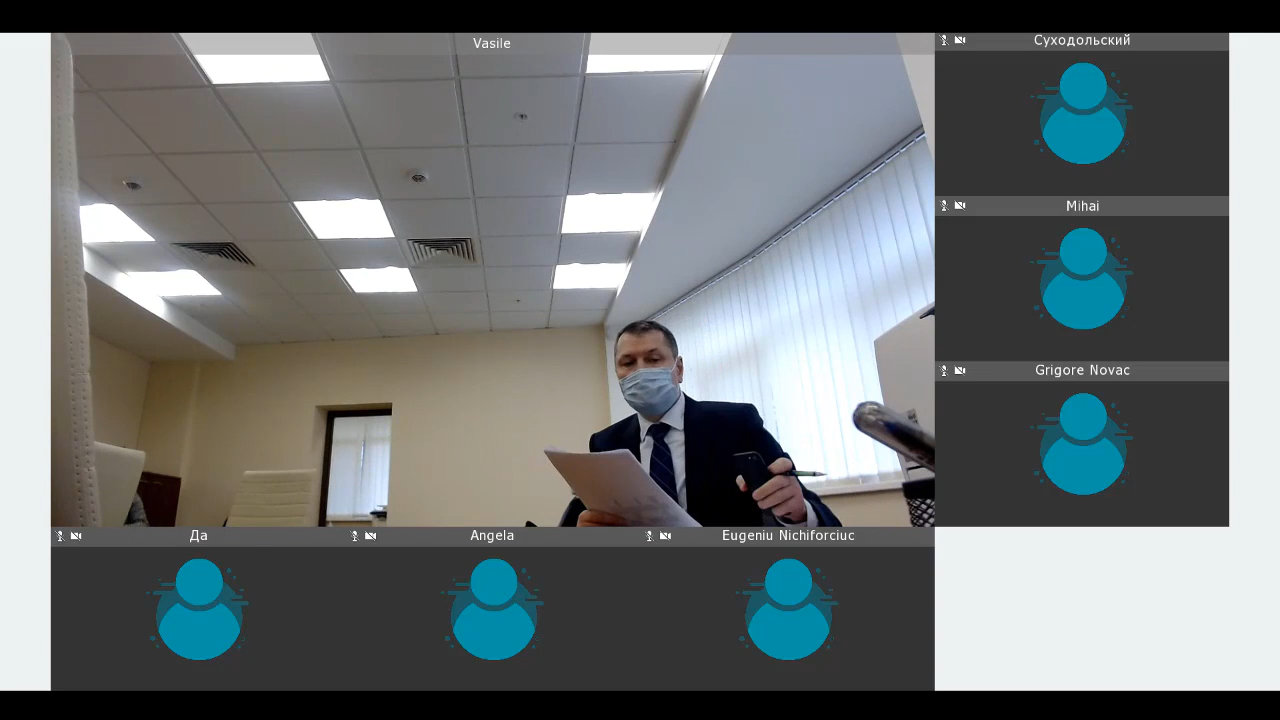 Vasile
Суходольский
Mihai
Grigore Novac
Да
Angela
Eugeniu Nichiforciuc